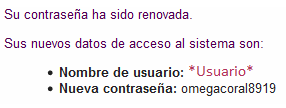 Su contraseña ha sido renovada.
Sus nuevos datos de acceso al sistema son:
• Nombre de usuario: *Usuario*
• Nueva contraseña: omegacoral8919